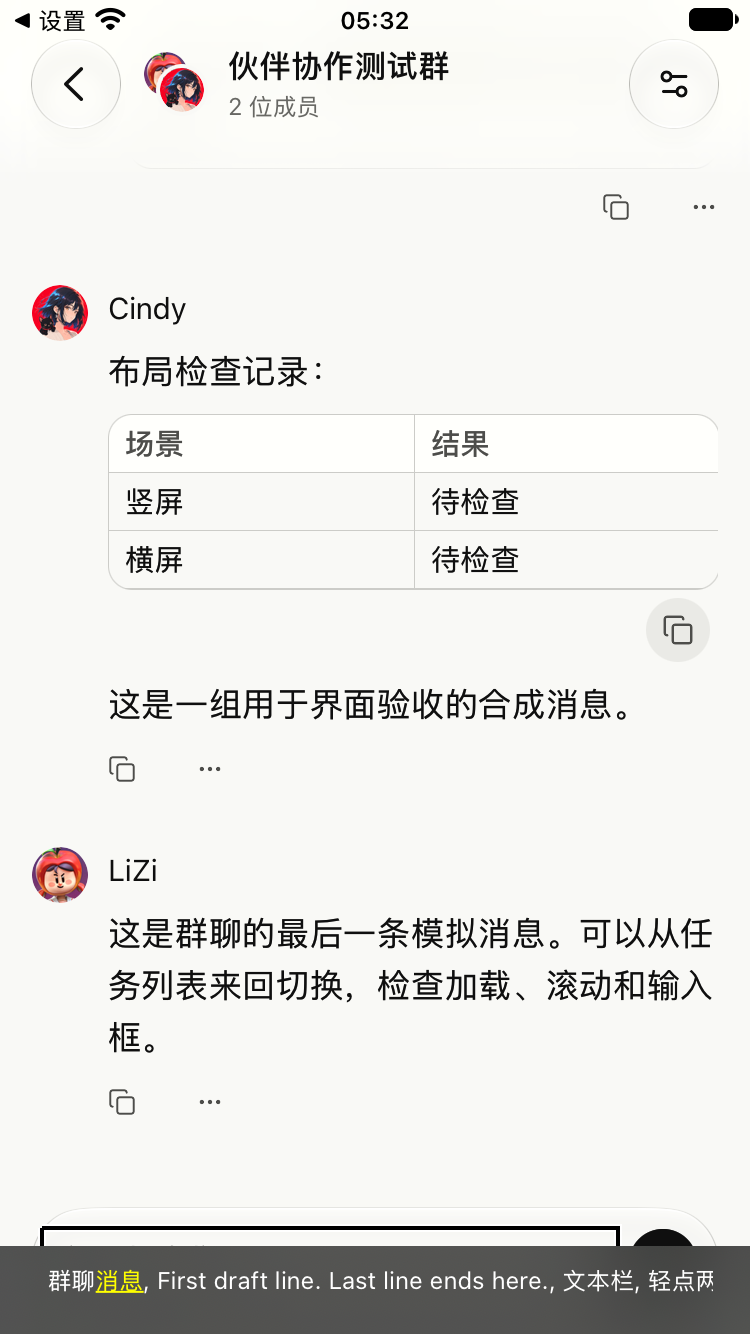 设置
05:32
伙伴协作测试群
2 位成员
Cindy
布局检查记录：
场景 结果
竖屏 待检查
横屏 待检查
这是一组用于界面验收的合成消息。
LiZi
这是群聊的最后一条模拟消息。可以从任
务列表来回切换，检查加载、滚动和输入
框。
群聊消息, First draft line. Last line ends here., 文本栏, 轻点